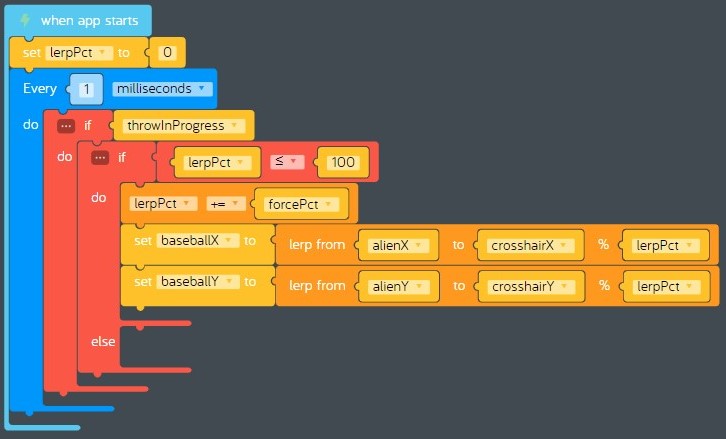 when app starts
set lerpPct to 0
Every 1 milliseconds
do ... if throwInProgress
do ... if lerpPct ≤ 100
do lerpPct += forcePct
set baseballX to lerp from alienX to crosshairX % lerpPct
set baseballY to lerp from alienY to crosshairY % lerpPct
else